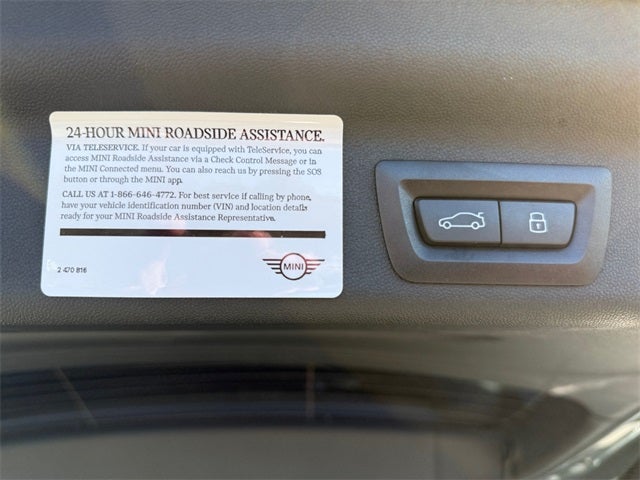 24-HOUR MINI ROADSIDE ASSISTANCE.
VIA TELESERVICE. If your car is equipped with TeleService, you can
access MINI Roadside Assistance via a Check Control Message or in
the MINI Connected menu. You can also reach us by pressing the SOS
button or through the MINI app.
CALL US AT 1-866-646-4772. For best service if calling by phone,
have your vehicle identification number (VIN) and location details
ready for your MINI Roadside Assistance Representative.
MINI
2 470 816